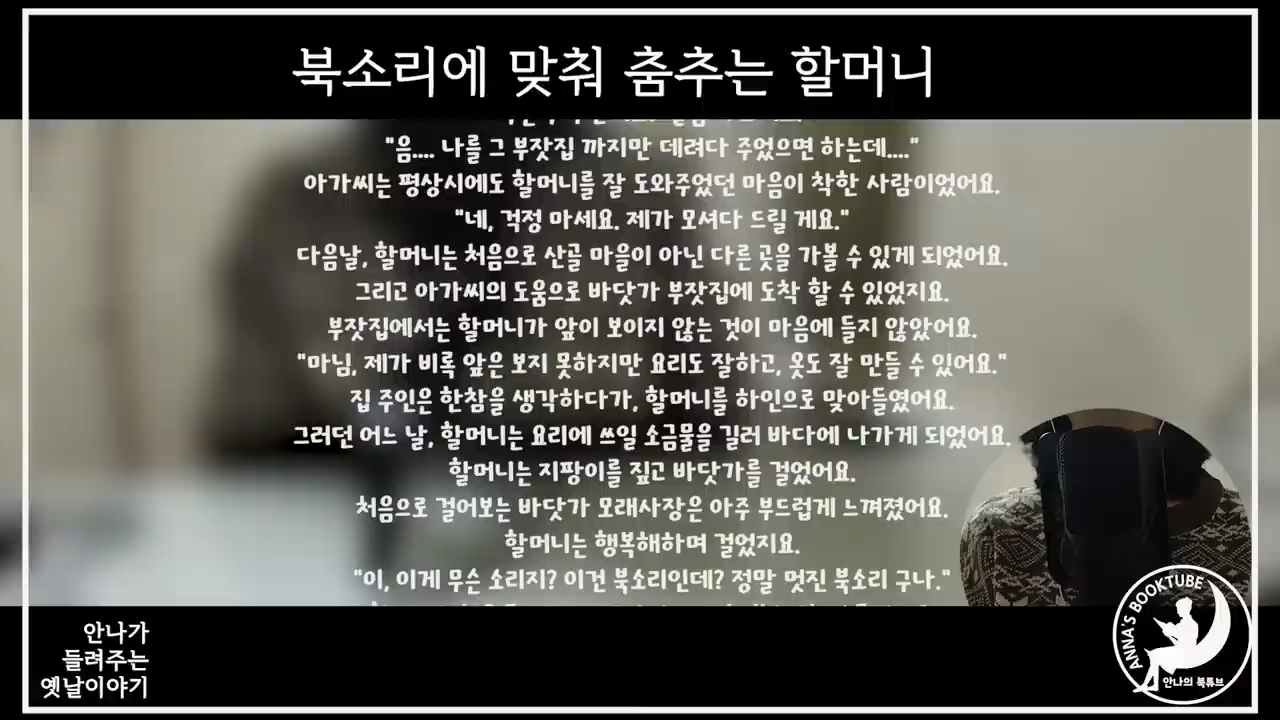 북소리에 맞춰 춤추는 할머니
"음.... 나를 그 부잣집 까지만 데려다 주었으면 하는데...."
아가씨는 평상시에도 할머니를 잘 도와주었던 마음이 착한 사람이었어요.
"네, 걱정 마세요. 제가 모셔다 드릴 게요."
다음날, 할머니는 처음으로 산골 마을이 아닌 다른 곳을 가볼 수 있게 되었어요.
그리고 아가씨의 도움으로 바닷가 부잣집에 도착 할 수 있었지요.
부잣집에서는 할머니가 앞이 보이지 않는 것이 마음에 들지 않았어요.
"마님, 제가 비록 앞은 보지 못하지만 요리도 잘하고, 옷도 잘 만들 수 있어요."
집 주인은 한참을 생각하다가, 할머니를 하인으로 맞아들였어요.
그러던 어느 날, 할머니는 요리에 쓰일 소금물을 길러 바다에 나가게 되었어요.
할머니는 지팡이를 짚고 바닷가를 걸었어요.
처음으로 걸어보는 바닷가 모래사장은 아주 부드럽게 느껴졌어요.
할머니는 행복해하며 걸었지요.
"이, 이게 무슨 소리지? 이건 북소리인데? 정말 멋진 북소리 구나."
안나가
들려주는
옛날이야기
ANNA'S BOOKTUBE
안나의 북튜브